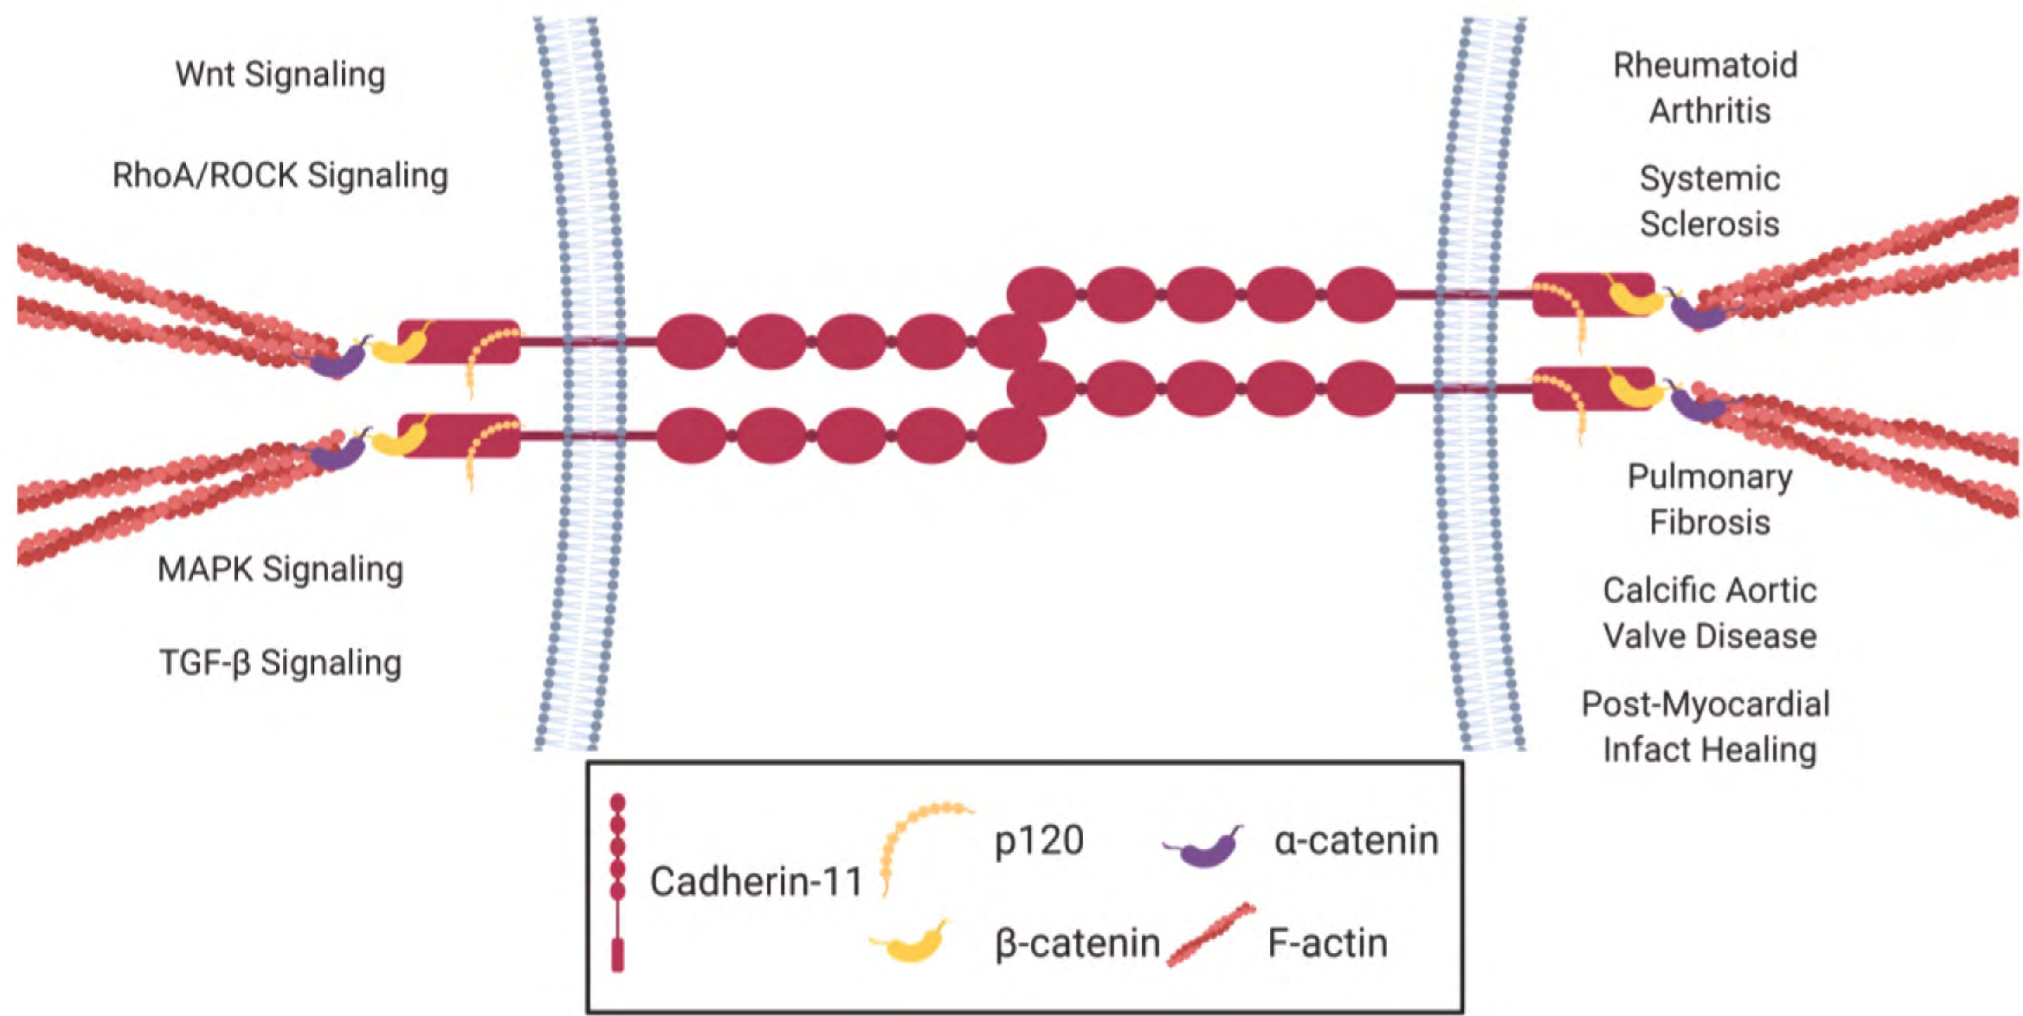 Wnt Signaling
RhoA/ROCK Signaling
MAPK Signaling
TGF-β Signaling
Rheumatoid
Arthritis
Systemic
Sclerosis
Pulmonary
Fibrosis
Calcific Aortic
Valve Disease
Post-Myocardial
Infact Healing
Cadherin-11
p120
α-catenin
β-catenin
F-actin